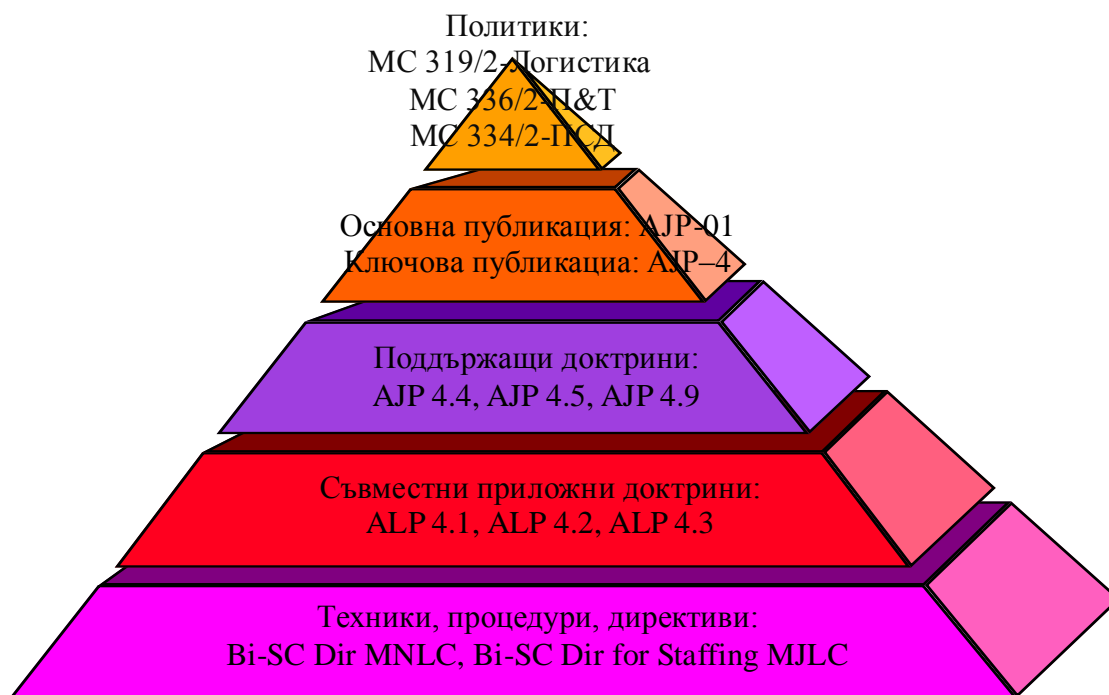 Политики:
МС 319/2-Логистика
МС 336/2-П&Т
МС 334/2-ПСД
Основна публикация: AJP-01
Ключова публикациа: AJP–4
Поддържащи доктрини:
AJP 4.4, AJP 4.5, AJP 4.9
Съвместни приложни доктрини:
ALP 4.1, ALP 4.2, ALP 4.3
Техники, процедури, директиви:
Bi-SC Dir MNLC, Bi-SC Dir for Staffing MJLC